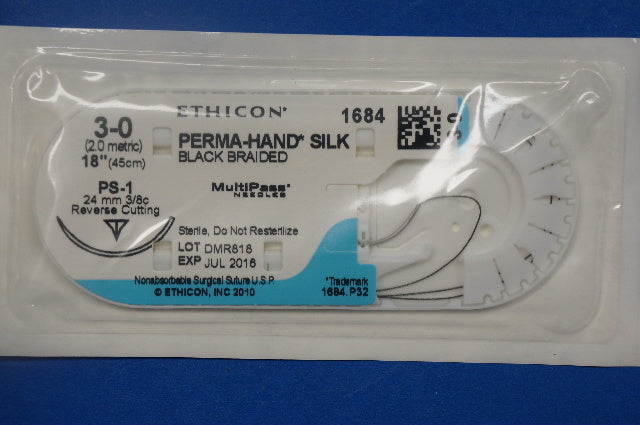 ETHICON*
3-0
(2.0 metric)
18" (45cm)
1684
PERMA-HAND* SILK
BLACK BRAIDED
PS-1
24 mm 3/8c
Reverse Cutting
MultiPass*
NEEDLES
Sterile, Do Not Resterilize
LOT DMR818
EXP JUL 2016
Nonabsorbable Surgical Suture U.S.P.
© ETHICON, INC 2010
*Trademark
1684.P32